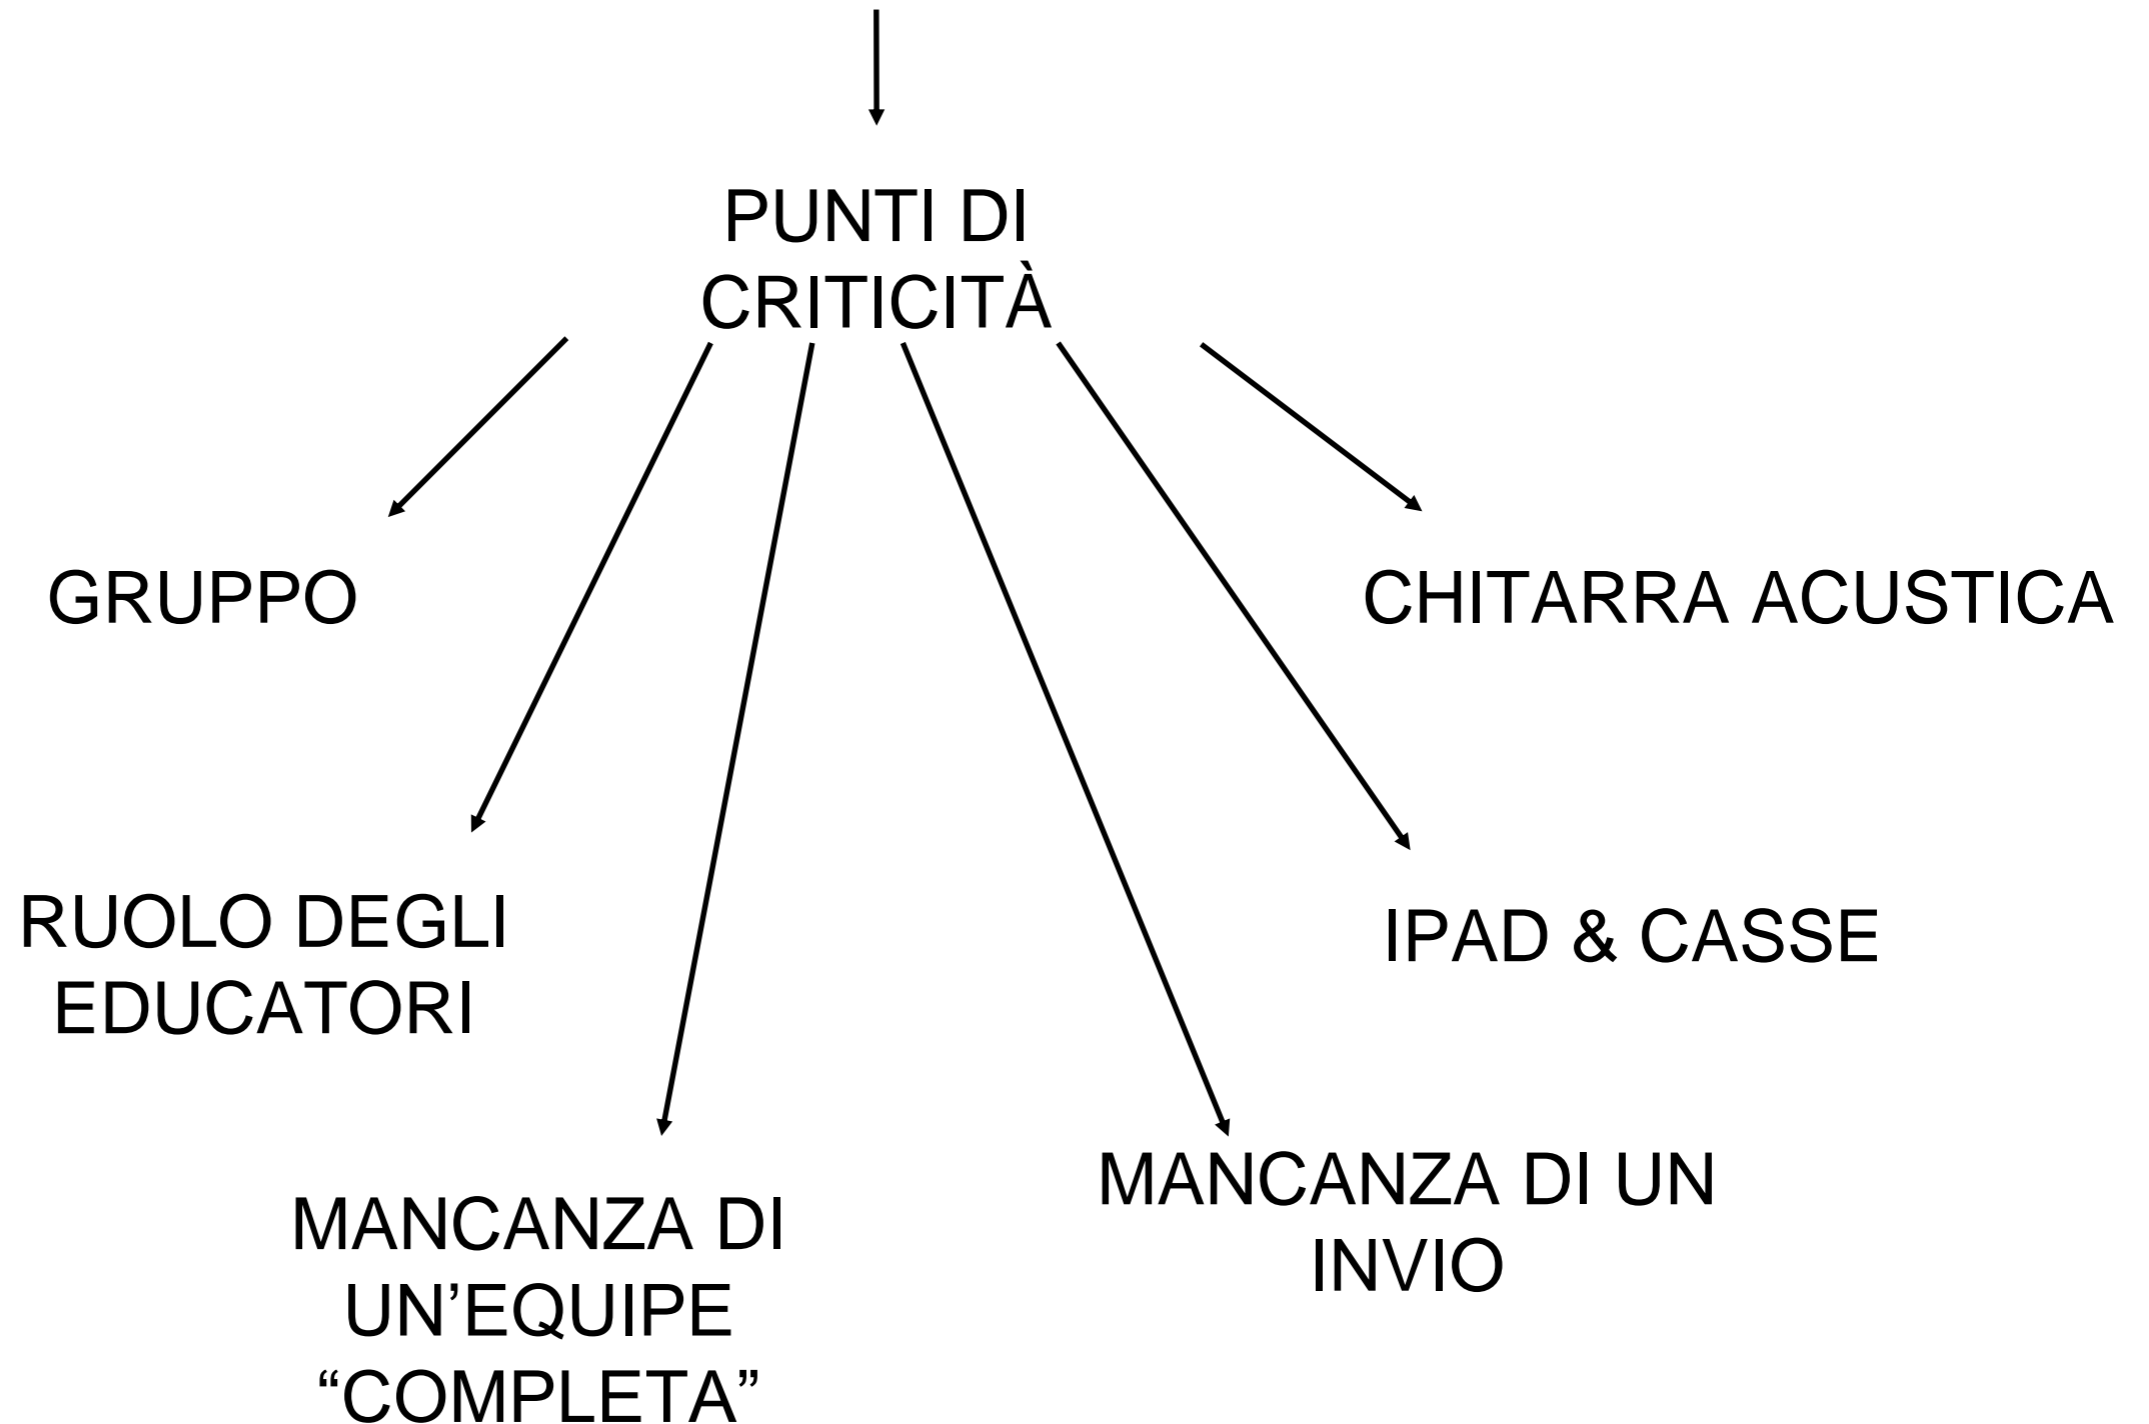 PUNTI DI
CRITICITÀ
GRUPPO
CHITARRA ACUSTICA
RUOLO DEGLI
EDUCATORI
IPAD & CASSE
MANCANZA DI
UN’EQUIPE
“COMPLETA”
MANCANZA DI UN
INVIO